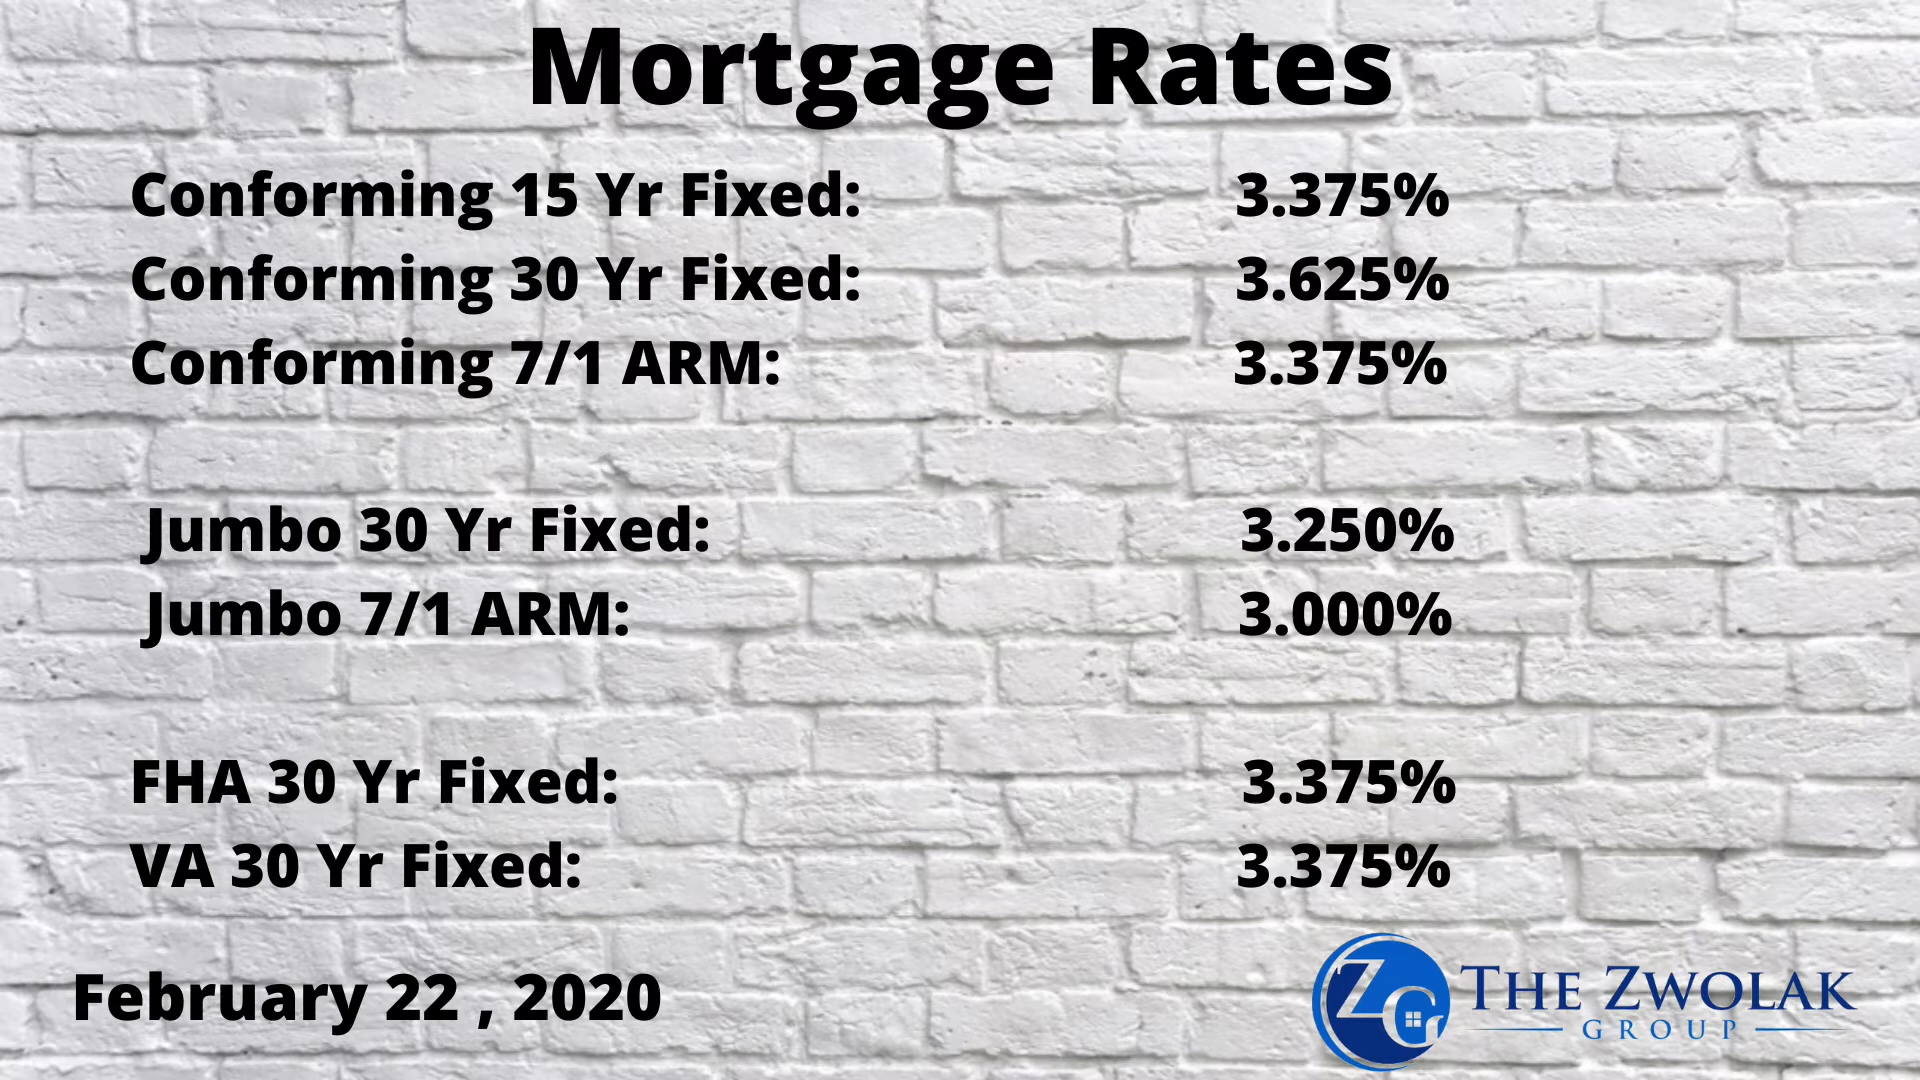 Mortgage Rates
Conforming 15 Yr Fixed: 3.375%
Conforming 30 Yr Fixed: 3.625%
Conforming 7/1 ARM: 3.375%
Jumbo 30 Yr Fixed: 3.250%
Jumbo 7/1 ARM: 3.000%
FHA 30 Yr Fixed: 3.375%
VA 30 Yr Fixed: 3.375%
February 22 , 2020
ZG THE ZWOLAK
GROUP